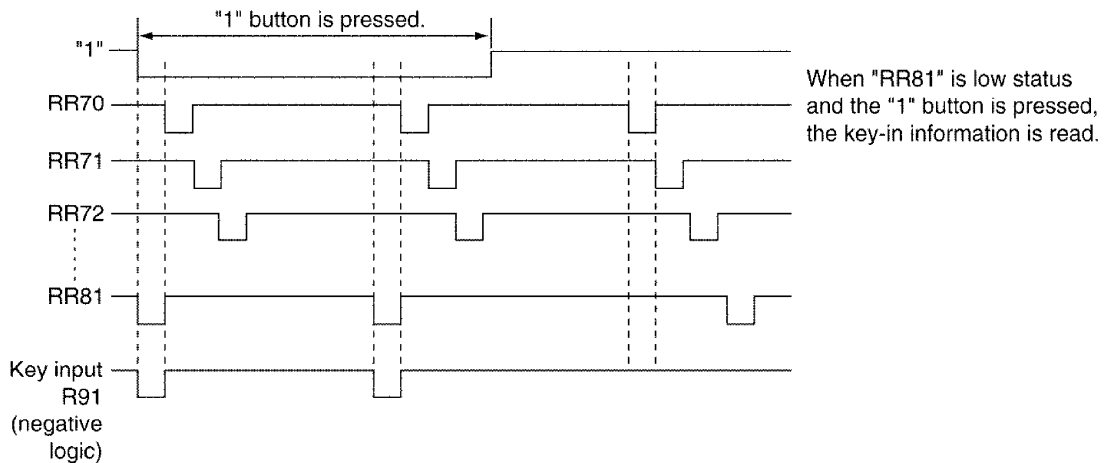 "1" button is pressed.
"1"
When "RR81" is low status
and the "1" button is pressed,
the key-in information is read.
RR70
RR71
RR72
RR81
Key input
R91
(negative
logic)